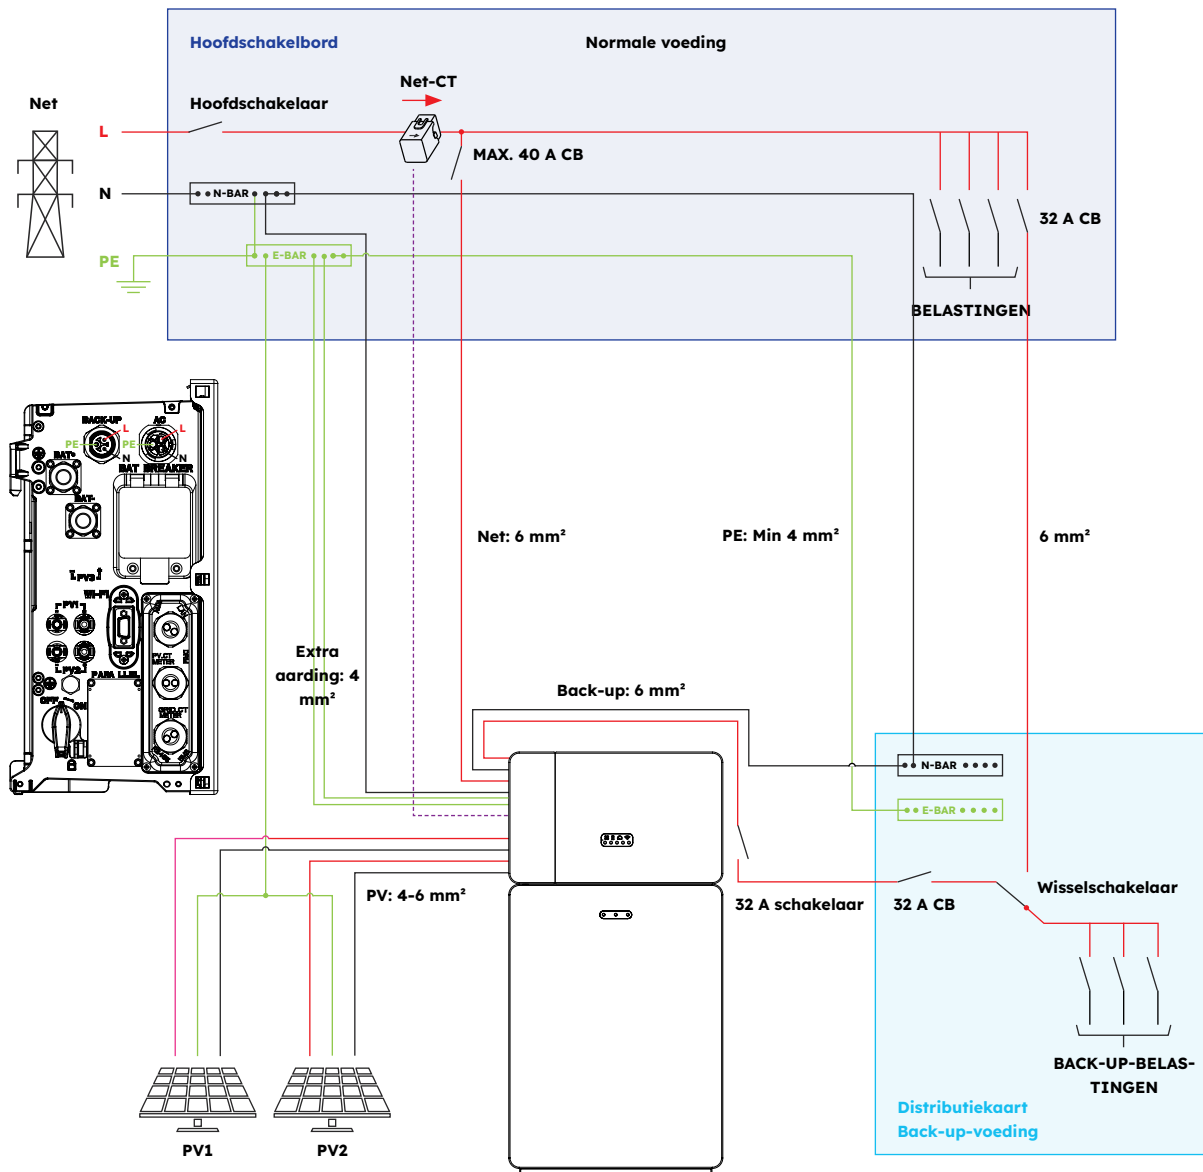 Hoofdschakelbord
Normale voeding
Net-CT
Net
Hoofdschakelaar
L
MAX. 40 A CB
N
N-BAR
32 A CB
PE
E-BAR
BELASTINGEN
BACK-UP
AC
L
L
PE
PE
N
N
BAT+
BAT BREAKER
BAT-
Net: 6 mm²
PE: Min 4 mm²
6 mm²
PV3
WI-FI
PV1
PV.CT
METER
PV2
PARA LLEL
OFF
ON
GRID.CT
METER
Extra
aarding: 4
mm²
Back-up: 6 mm²
N-BAR
E-BAR
PV: 4-6 mm²
32 A schakelaar
32 A CB
Wisselschakelaar
BACK-UP-BELAS-
TINGEN
Distributiekaart
Back-up-voeding
PV1
PV2